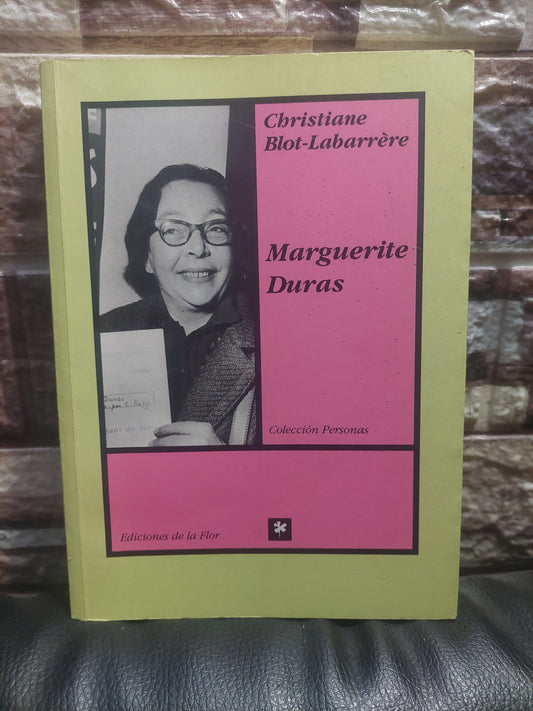 Christiane
Blot-Labarrère
Marguerite
Duras
Colección Personas
Ediciones de la Flor